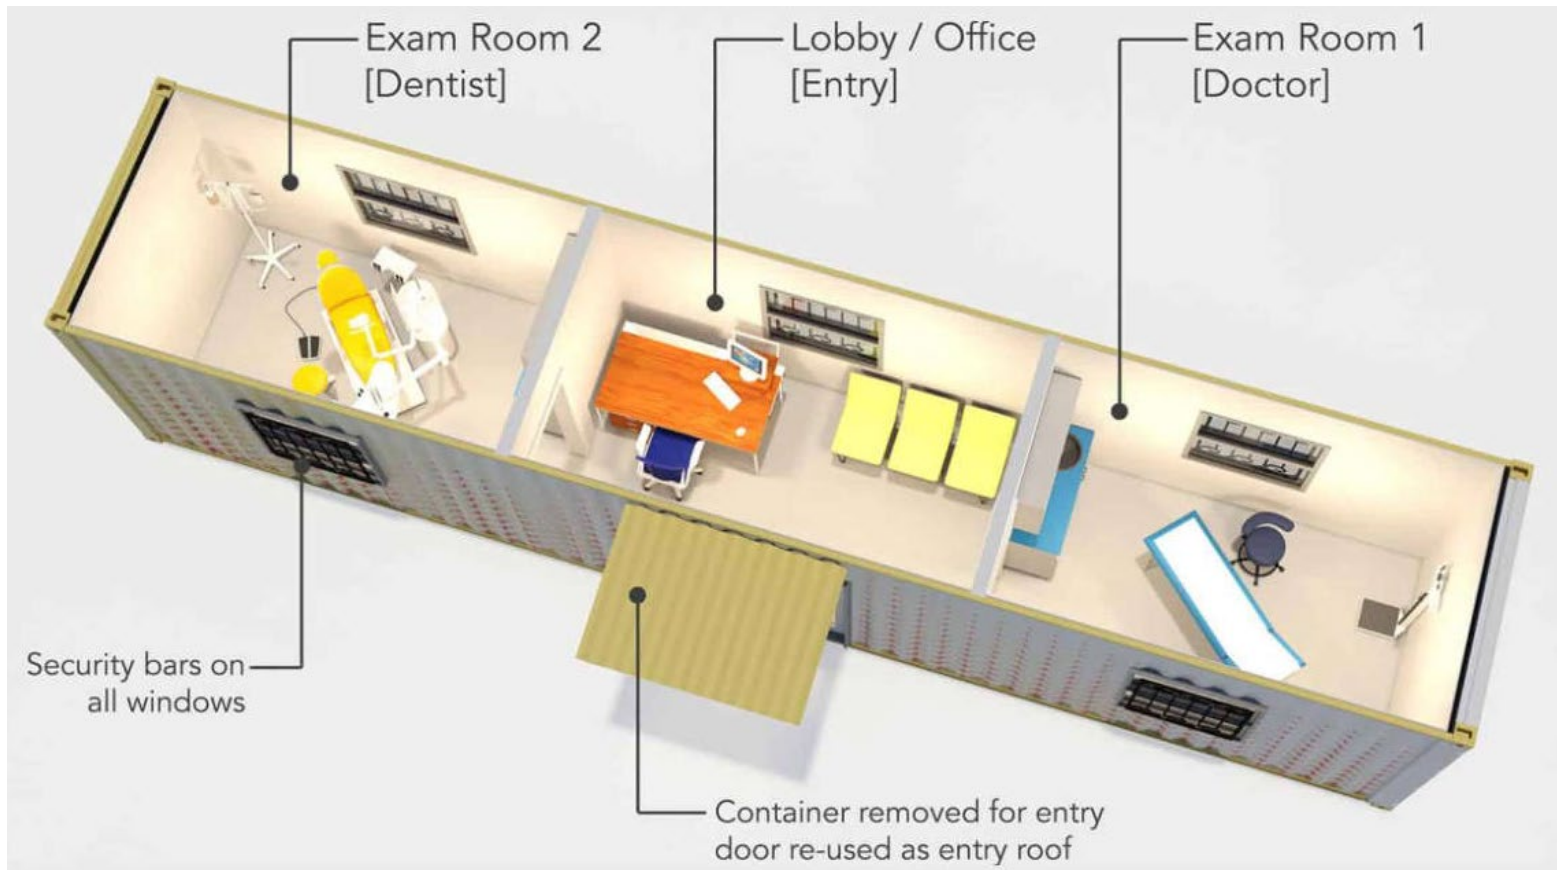 Exam Room 2
[Dentist]
Lobby / Office
[Entry]
Exam Room 1
[Doctor]
Security bars on
all windows
Container removed for entry
door re-used as entry roof